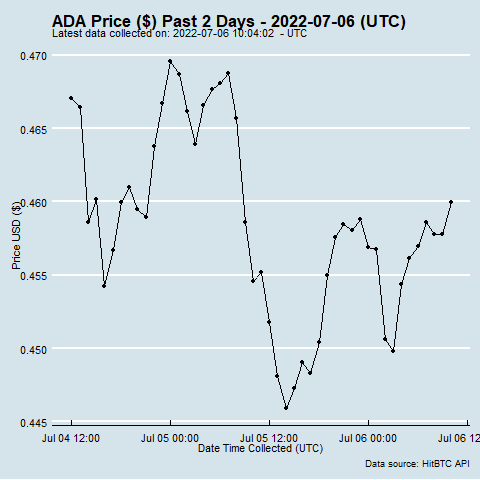 ADA Price ($) Past 2 Days - 2022-07-06 (UTC)
Latest data collected on: 2022-07-06 10:04:02  - UTC
0.470
0.465
0.460
0.455
0.450
0.445
Price USD ($)
Jul 04 12:00
Jul 05 00:00
Jul 05 12:00
Jul 06 00:00
Jul 06 12
Date Time Collected (UTC)
Data source: HitBTC API